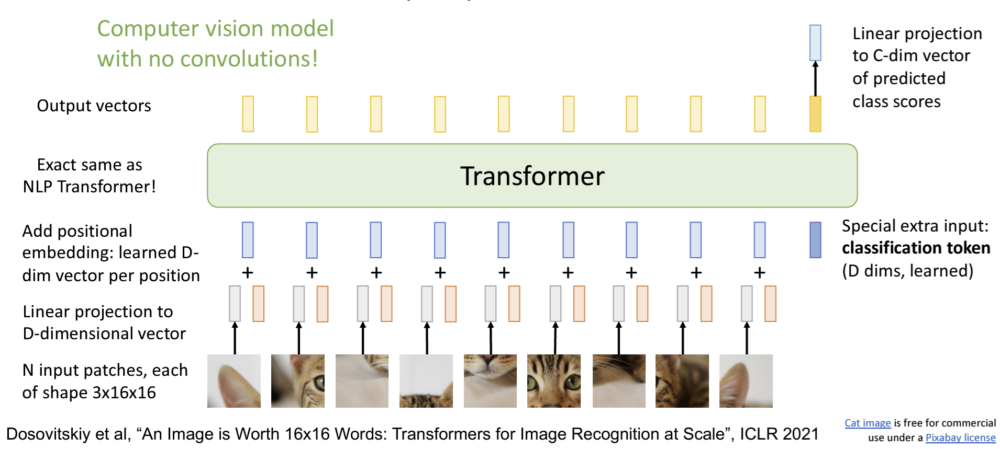 Computer vision model
with no convolutions!
Linear projection
to C-dim vector
of predicted
class scores
Output vectors
Exact same as
NLP Transformer!
Transformer
Add positional
embedding: learned D-
dim vector per position
+ + + + + + + + +
Special extra input:
classification token
(D dims, learned)
Linear projection to
D-dimensional vector
N input patches, each
of shape 3x16x16
Dosovitskiy et al, “An Image is Worth 16x16 Words: Transformers for Image Recognition at Scale”, ICLR 2021
Cat image is free for commercial
use under a Pixabay license